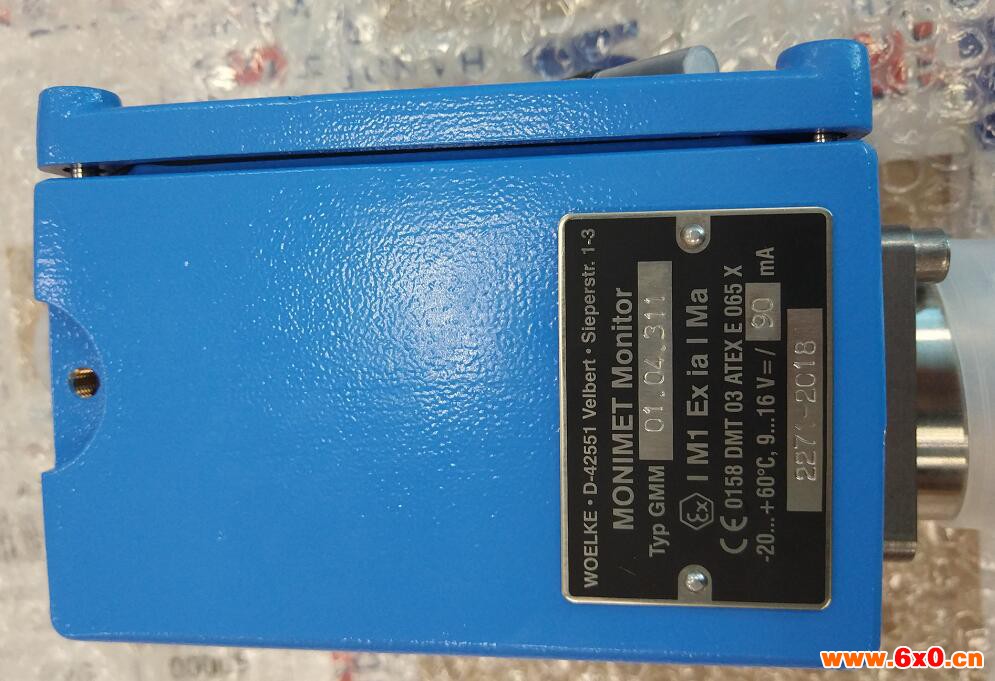 WOELKE • D-42551 Velbert • Sieperstr. 1-3
MONIMET Monitor
Typ GMM 01.04.311
Ex I M1 Ex ia I Ma
CE 0158 DMT 03 ATEX E 065 X
-20...+60°C, 9...16 V = / 90 mA
www.6x0.cn